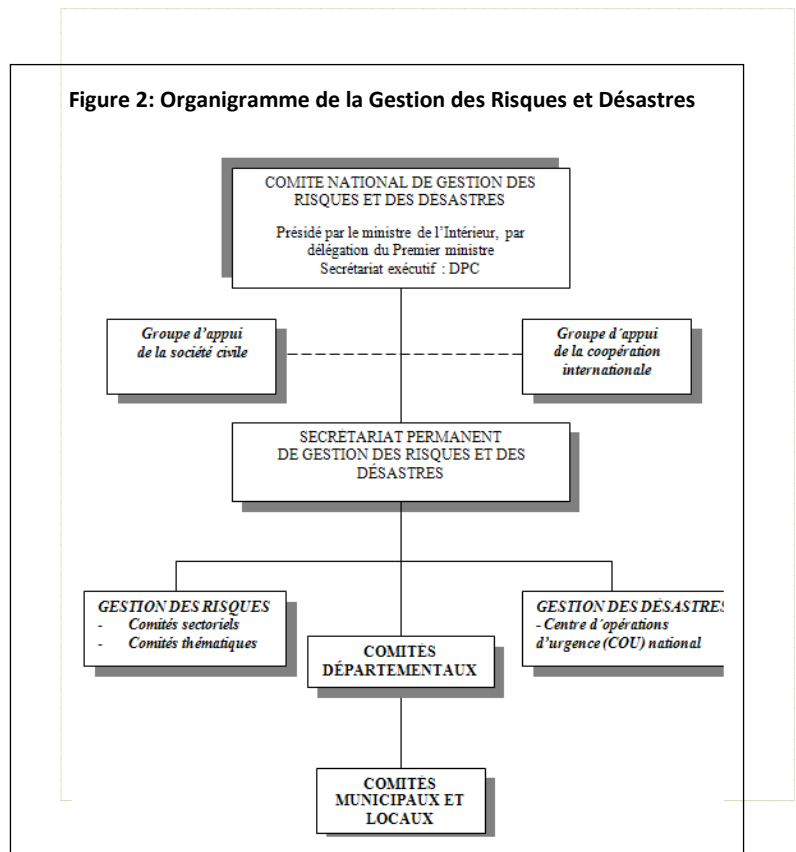 Figure 2: Organigramme de la Gestion des Risques et Désastres
COMITE NATIONAL DE GESTION DES
RISQUES ET DES DÉSASTRES
Présidé par le ministre de l’Intérieur, par
délégation du Premier ministre
Secrétariat exécutif : DPC
Groupe d’appui
de la société civile
Groupe d´appui
de la coopération
internationale
SECRÉTARIAT PERMANENT
DE GESTION DES RISQUES ET DES
DÉSASTRES
GESTION DES RISQUES
- Comités sectoriels
- Comités thématiques
COMITÉS
DÉPARTEMENTAUX
GESTION DES DÉSASTRES
- Centre d´opérations
d’urgence (COU) national
COMITÉS
MUNICIPAUX ET
LOCAUX